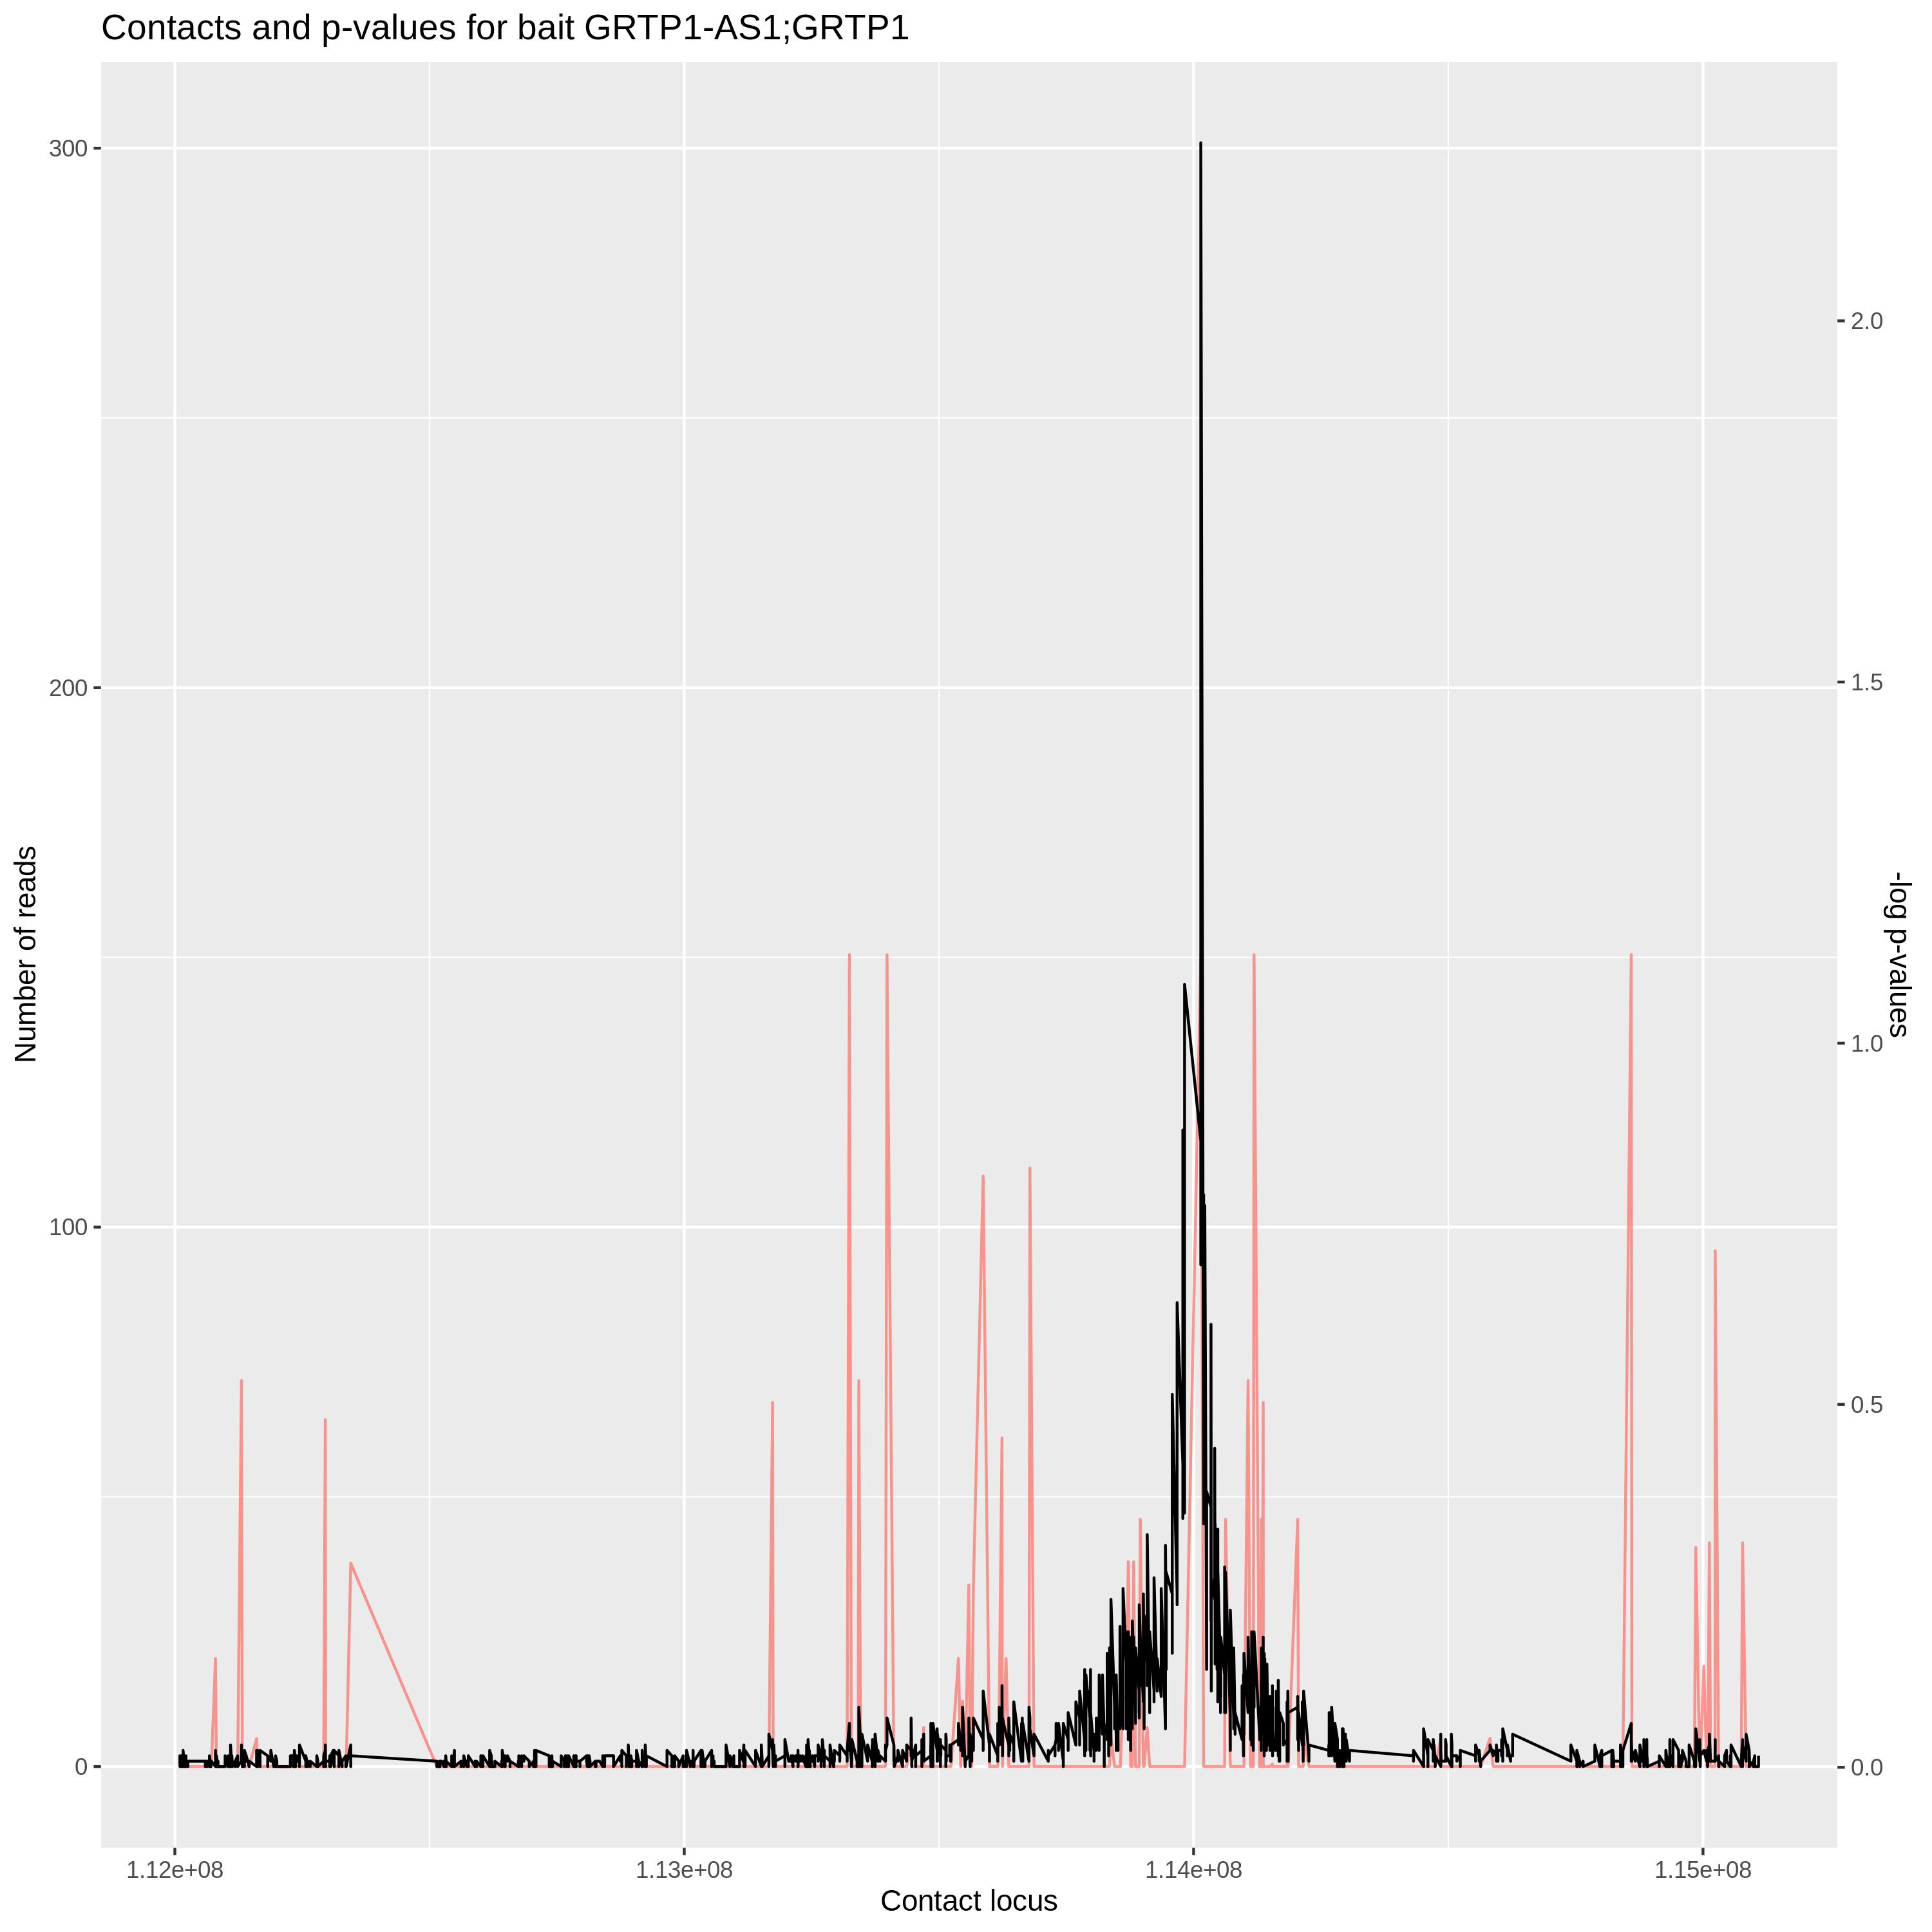 Contacts and p-values for bait GRTP1-AS1;GRTP1
300
200
100
0
Number of reads
2.0
1.5
1.0
0.5
0.0
-log p-values
1.12e+08
1.13e+08
1.14e+08
1.15e+08
Contact locus